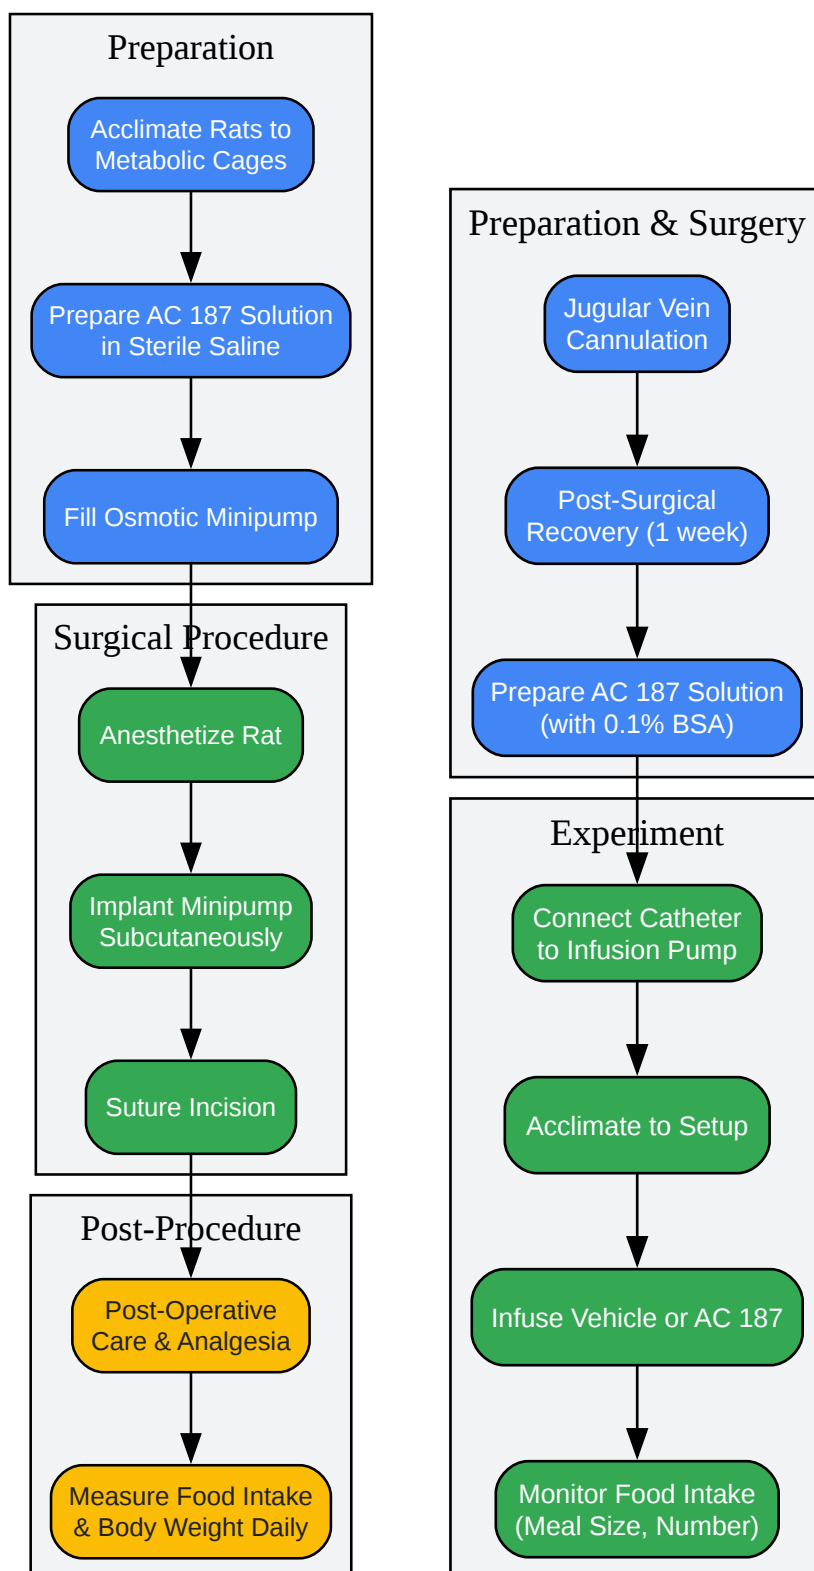 Preparation
Acclimate Rats to
Metabolic Cages
Prepare AC 187 Solution
in Sterile Saline
Fill Osmotic Minipump
Surgical Procedure
Anesthetize Rat
Implant Minipump
Subcutaneously
Suture Incision
Post-Procedure
Post-Operative
Care & Analgesia
Measure Food Intake
& Body Weight Daily
Preparation & Surgery
Jugular Vein
Cannulation
Post-Surgical
Recovery (1 week)
Prepare AC 187 Solution
(with 0.1% BSA)
Experiment
Connect Catheter
to Infusion Pump
Acclimate to Setup
Infuse Vehicle or AC 187
Monitor Food Intake
(Meal Size, Number)